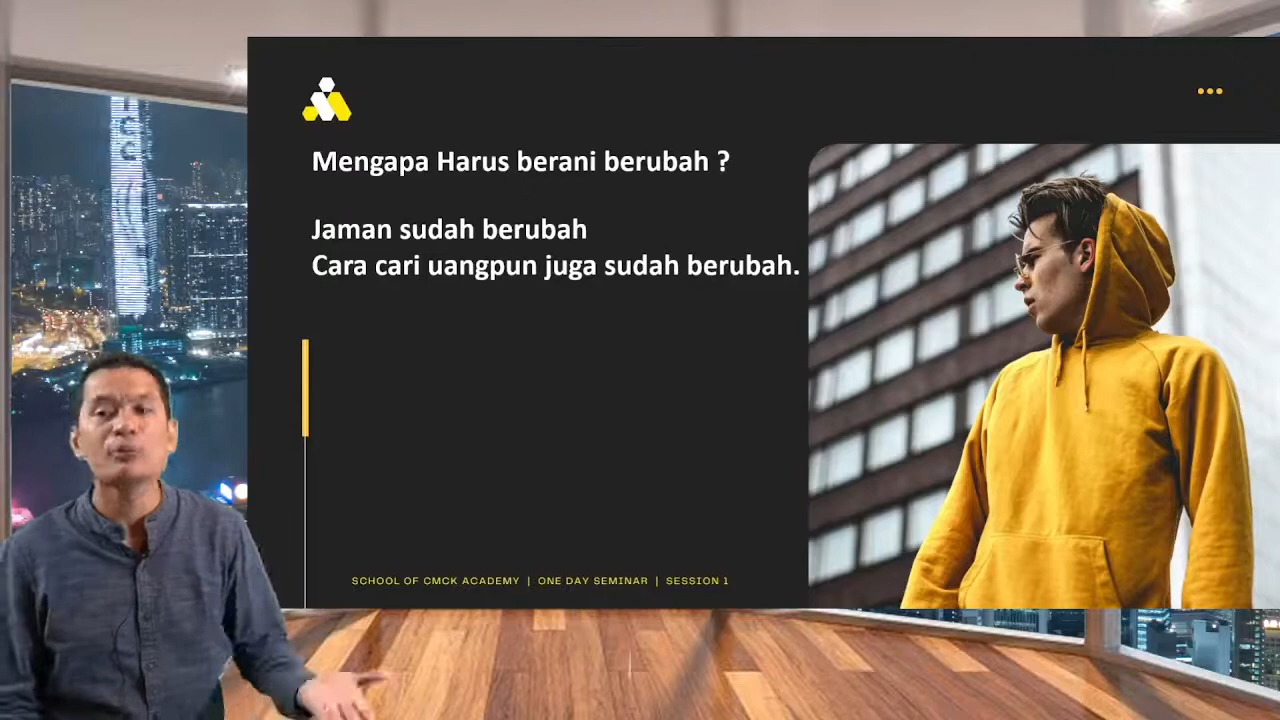 Mengapa Harus berani berubah ?
Jaman sudah berubah
Cara cari uangpun juga sudah berubah.
SCHOOL OF CMCK ACADEMY | ONE DAY SEMINAR | SESSION 1